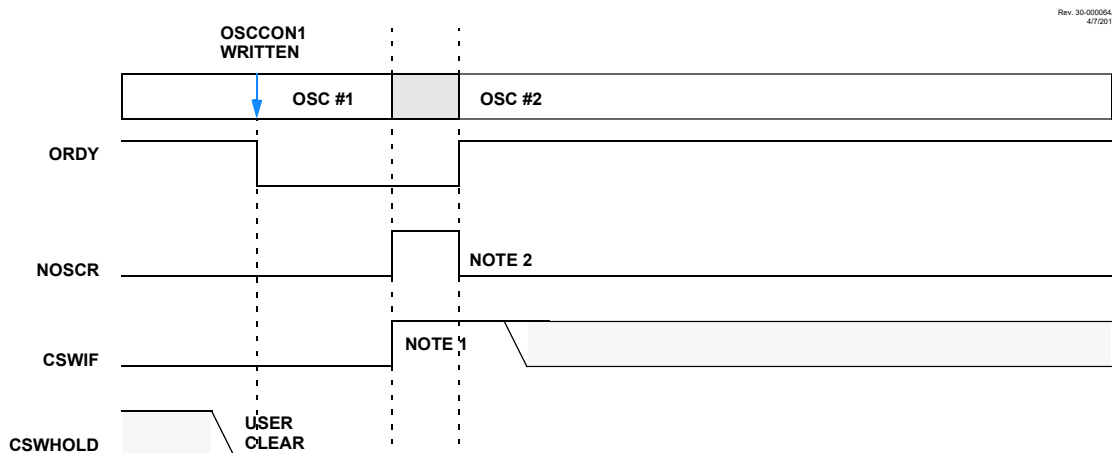 Rev. 30-000064
4/7/201
OSCCON1
WRITTEN
OSC #1
OSC #2
ORDY
NOSCR
NOTE 2
CSWIF
NOTE 1
USER
CLEAR
CSWHOLD